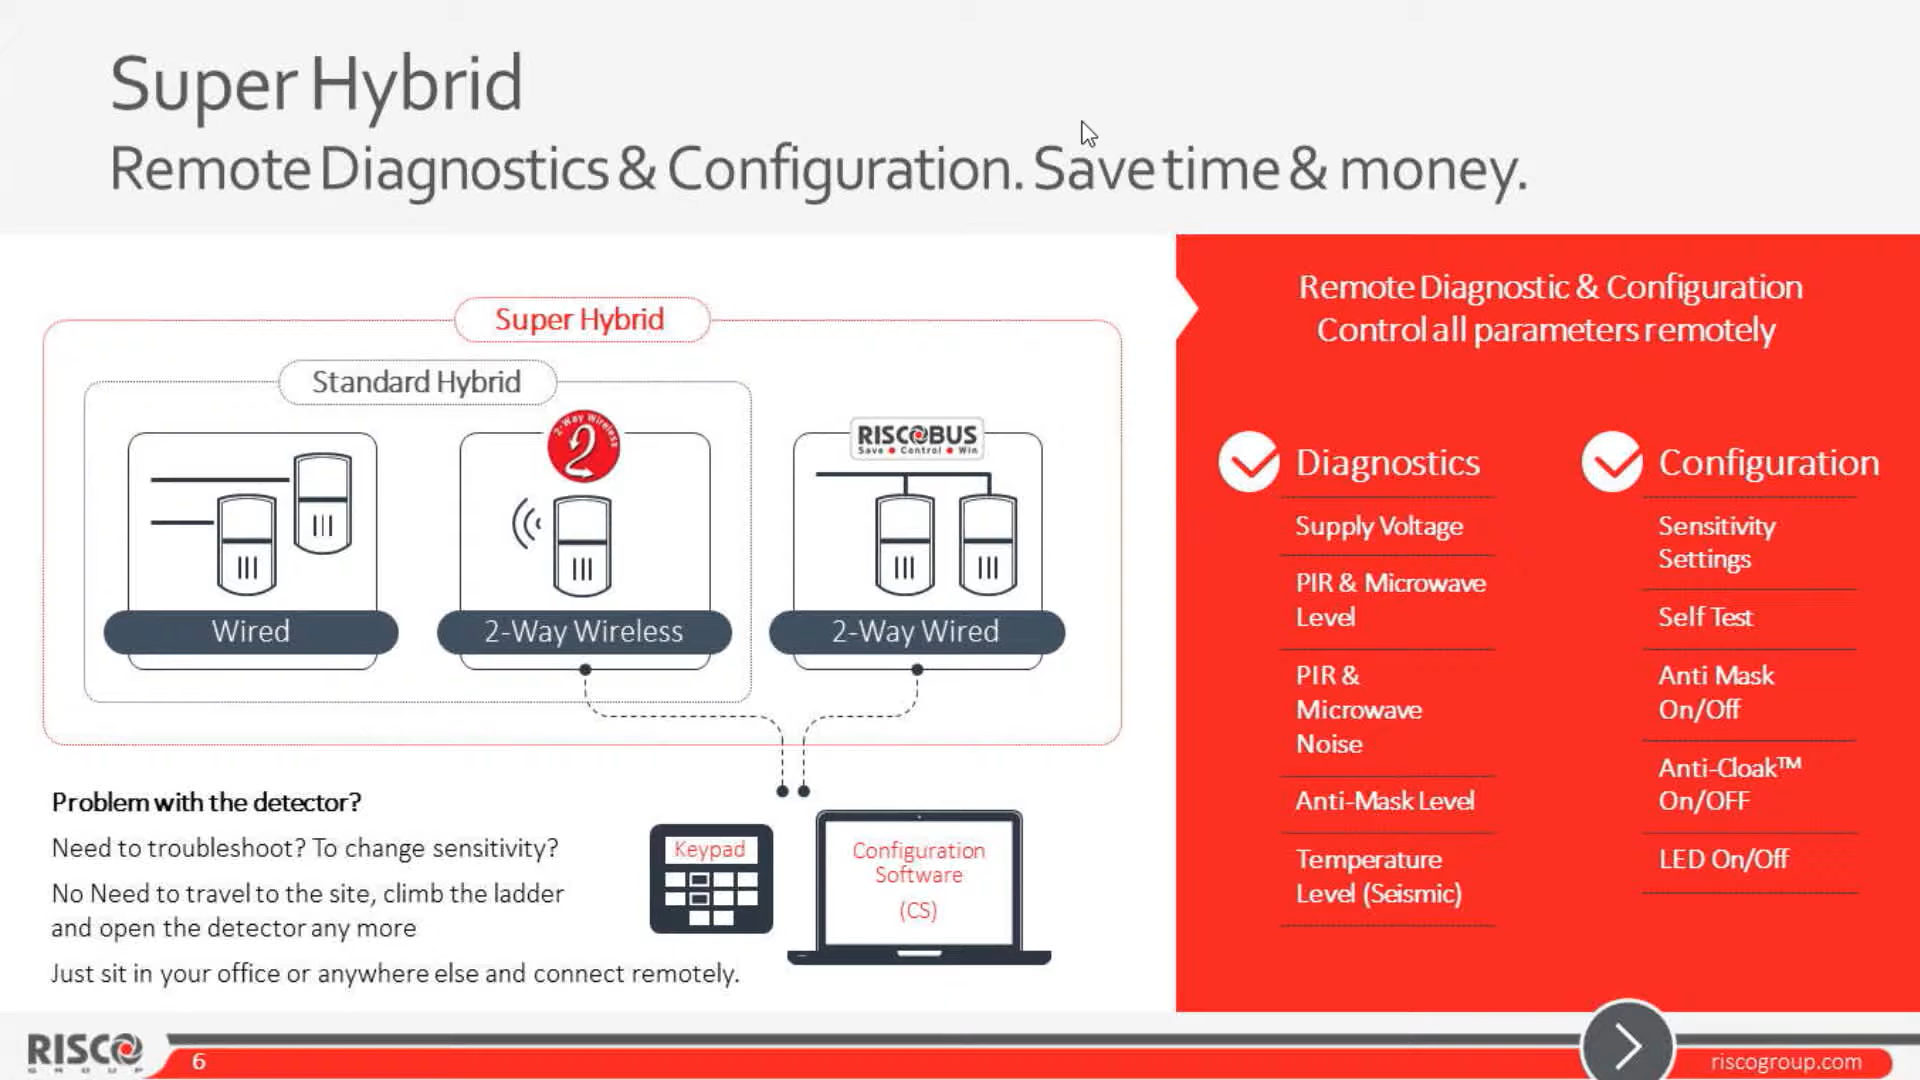 Super Hybrid
Remote Diagnostics & Configuration. Save time & money.
Super Hybrid
Standard Hybrid
2-Way Wireless
2
RISCOBUS
Save • Control • Win
Wired
2-Way Wireless
2-Way Wired
Problem with the detector?
Need to troubleshoot? To change sensitivity?
No Need to travel to the site, climb the ladder
and open the detector any more
Just sit in your office or anywhere else and connect remotely.
Keypad
Configuration
Software
(CS)
Remote Diagnostic & Configuration
Control all parameters remotely
Diagnostics
Supply Voltage
PIR & Microwave
Level
PIR &
Microwave
Noise
Anti-Mask Level
Temperature
Level (Seismic)
Configuration
Sensitivity
Settings
Self Test
Anti Mask
On/Off
Anti-Cloak™
On/OFF
LED On/Off
RISCO
GROUP
6
riscogroup.com